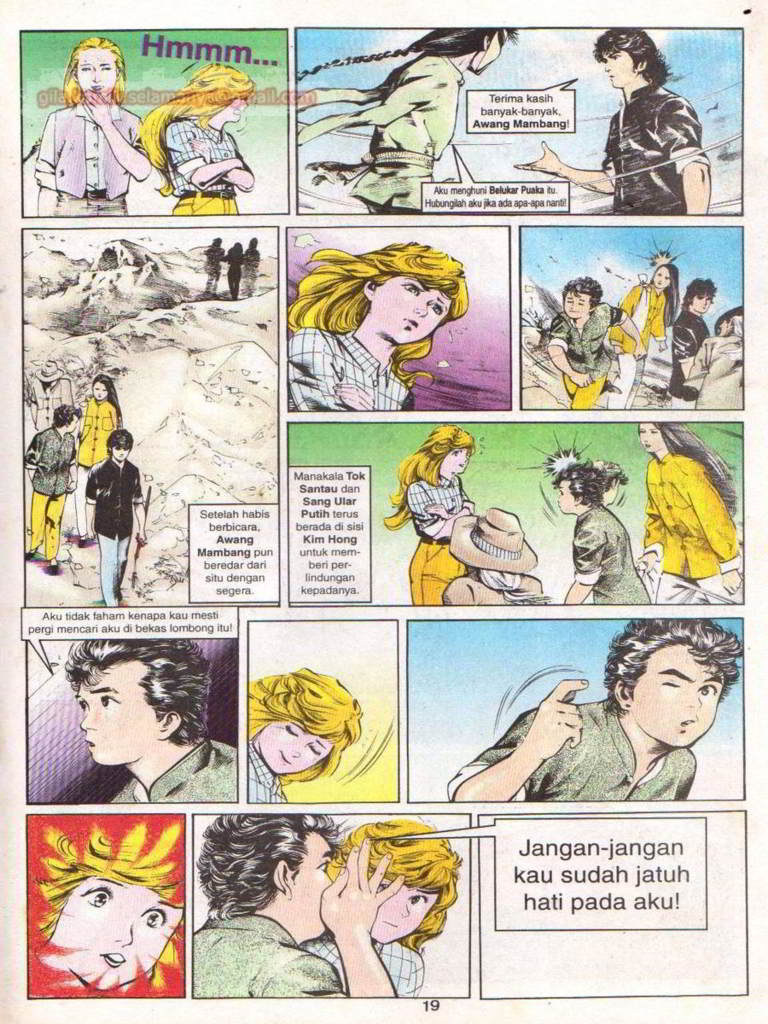 Hmmm...
Terima kasih
banyak-banyak,
Awang Mambang!
Aku menghuni Belukar Puaka itu.
Hubungilah aku jika ada apa-apa nanti!
Setelah habis
berbicara,
Awang
Mambang pun
beredar dari
situ dengan
segera.
Manakala Tok
Santau dan
Sang Ular
Putih terus
berada di sisi
Kim Hong
untuk mem-
beri per-
lindungan
kepadanya.
Aku tidak faham kenapa kau mesti
pergi mencari aku di bekas lombong itu!
Jangan-jangan
kau sudah jatuh
hati pada aku!
19